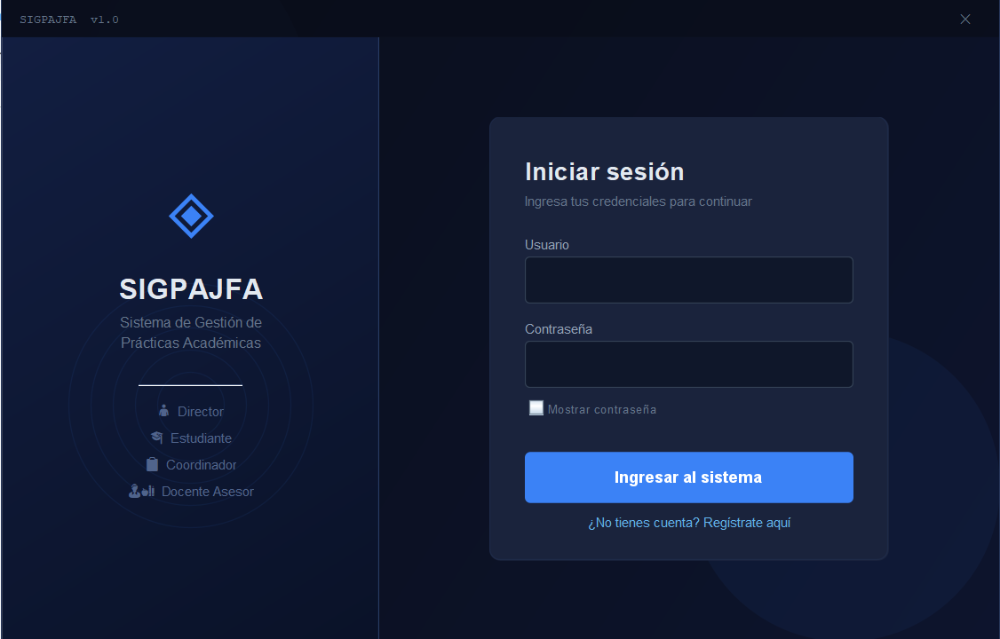 SIGPAJFA v1.0
SIGPAJFA
Sistema de Gestión de
Prácticas Académicas
Director
Estudiante
Coordinador
Docente Asesor
Iniciar sesión
Ingresa tus credenciales para continuar
Usuario
Contraseña
Mostrar contraseña
Ingresar al sistema
¿No tienes cuenta? Regístrate aquí